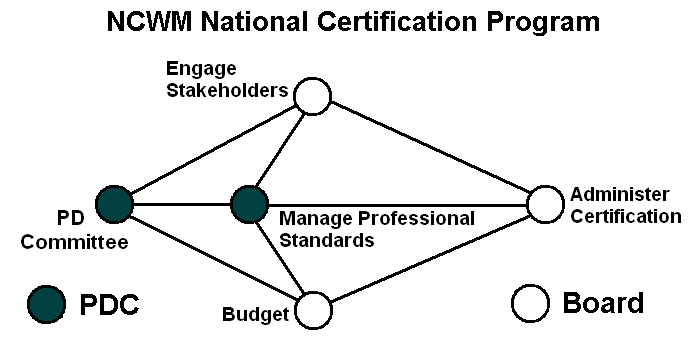 NCWM National Certification Program
Engage
Stakeholders
PD
Committee
Manage Professional
Standards
Administer
Certification
Budget
PDC
Board